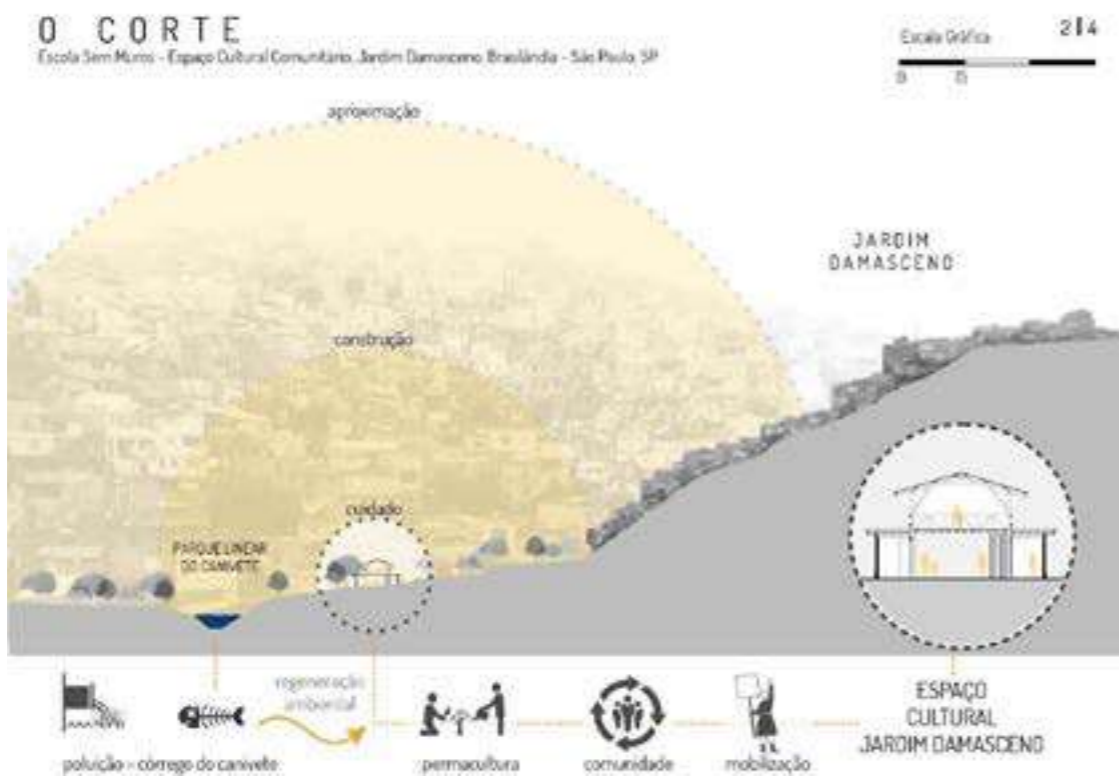 O CORTE
Escola Sem Muros - Espaço Cultural Comunitário, Jardim Damasceno, Brasilândia - São Paulo, SP
Escala Gráfica
2|4
0
aproximação
JARDIM
DAMASCENO
construção
cuidado
PARQUE LINEAR
DO CANIVETE
regeneração
ambiental
poluição - córrego do canivete
permacultura
comunidade
mobilização
ESPAÇO
CULTURAL
JARDIM DAMASCENO